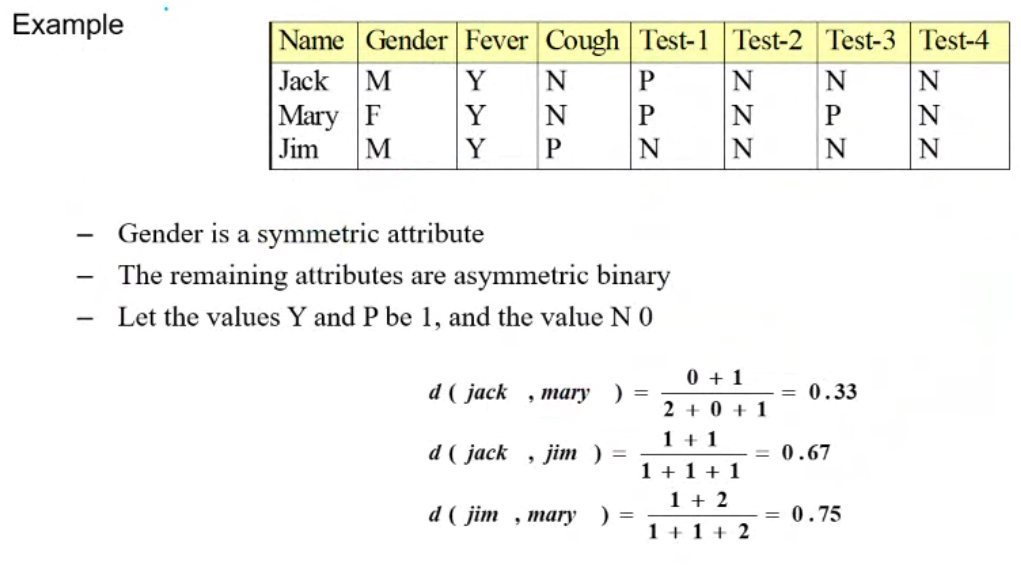 Example
Name Gender Fever Cough Test-1 Test-2 Test-3 Test-4
Jack M Y N P N N N
Mary F Y N P N P N
Jim M Y P N N N N
– Gender is a symmetric attribute
– The remaining attributes are asymmetric binary
– Let the values Y and P be 1, and the value N 0
d ( jack , mary ) = 0 + 1 / 2 + 0 + 1 = 0.33
d ( jack , jim ) = 1 + 1 / 1 + 1 + 1 = 0.67
d ( jim , mary ) = 1 + 2 / 1 + 1 + 2 = 0.75